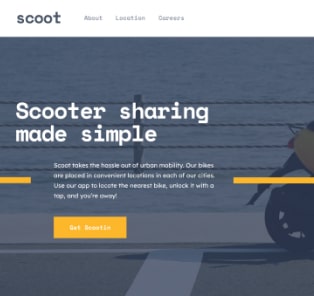 scoot
About Location Careers
Scooter sharing
made simple
Scoot takes the hassle out of urban mobility. Our bikes
are placed in convenient locations in each of our cities.
Use our app to locate the nearest bike, unlock it with a
tap, and you're away!
Get Scootin